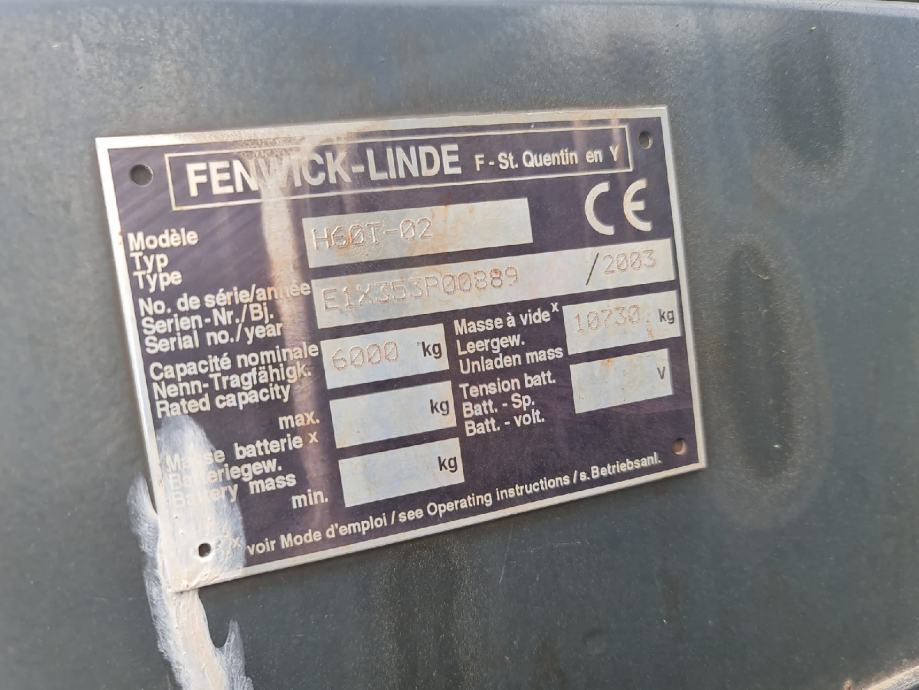 FENWICK-LINDE F - St. Quentin en Y
CE
Modèle
Typ
Type
H60T-02
No. de série/année
Serien-Nr./Bj.
Serial no./year
E1X353P00889 /2003
Capacité nominale
Nenn-Tragfähigk.
Rated capacity
6000 kg
Masse à vide x
Leergew.
Unladen mass
10730 kg
max. kg
Tension batt.
Batt. - Sp.
Batt. - volt.
V
Masse batterie x
Batteriegew.
Battery mass
min. kg
x voir Mode d'emploi / see Operating instructions / s. Betriebsanl.